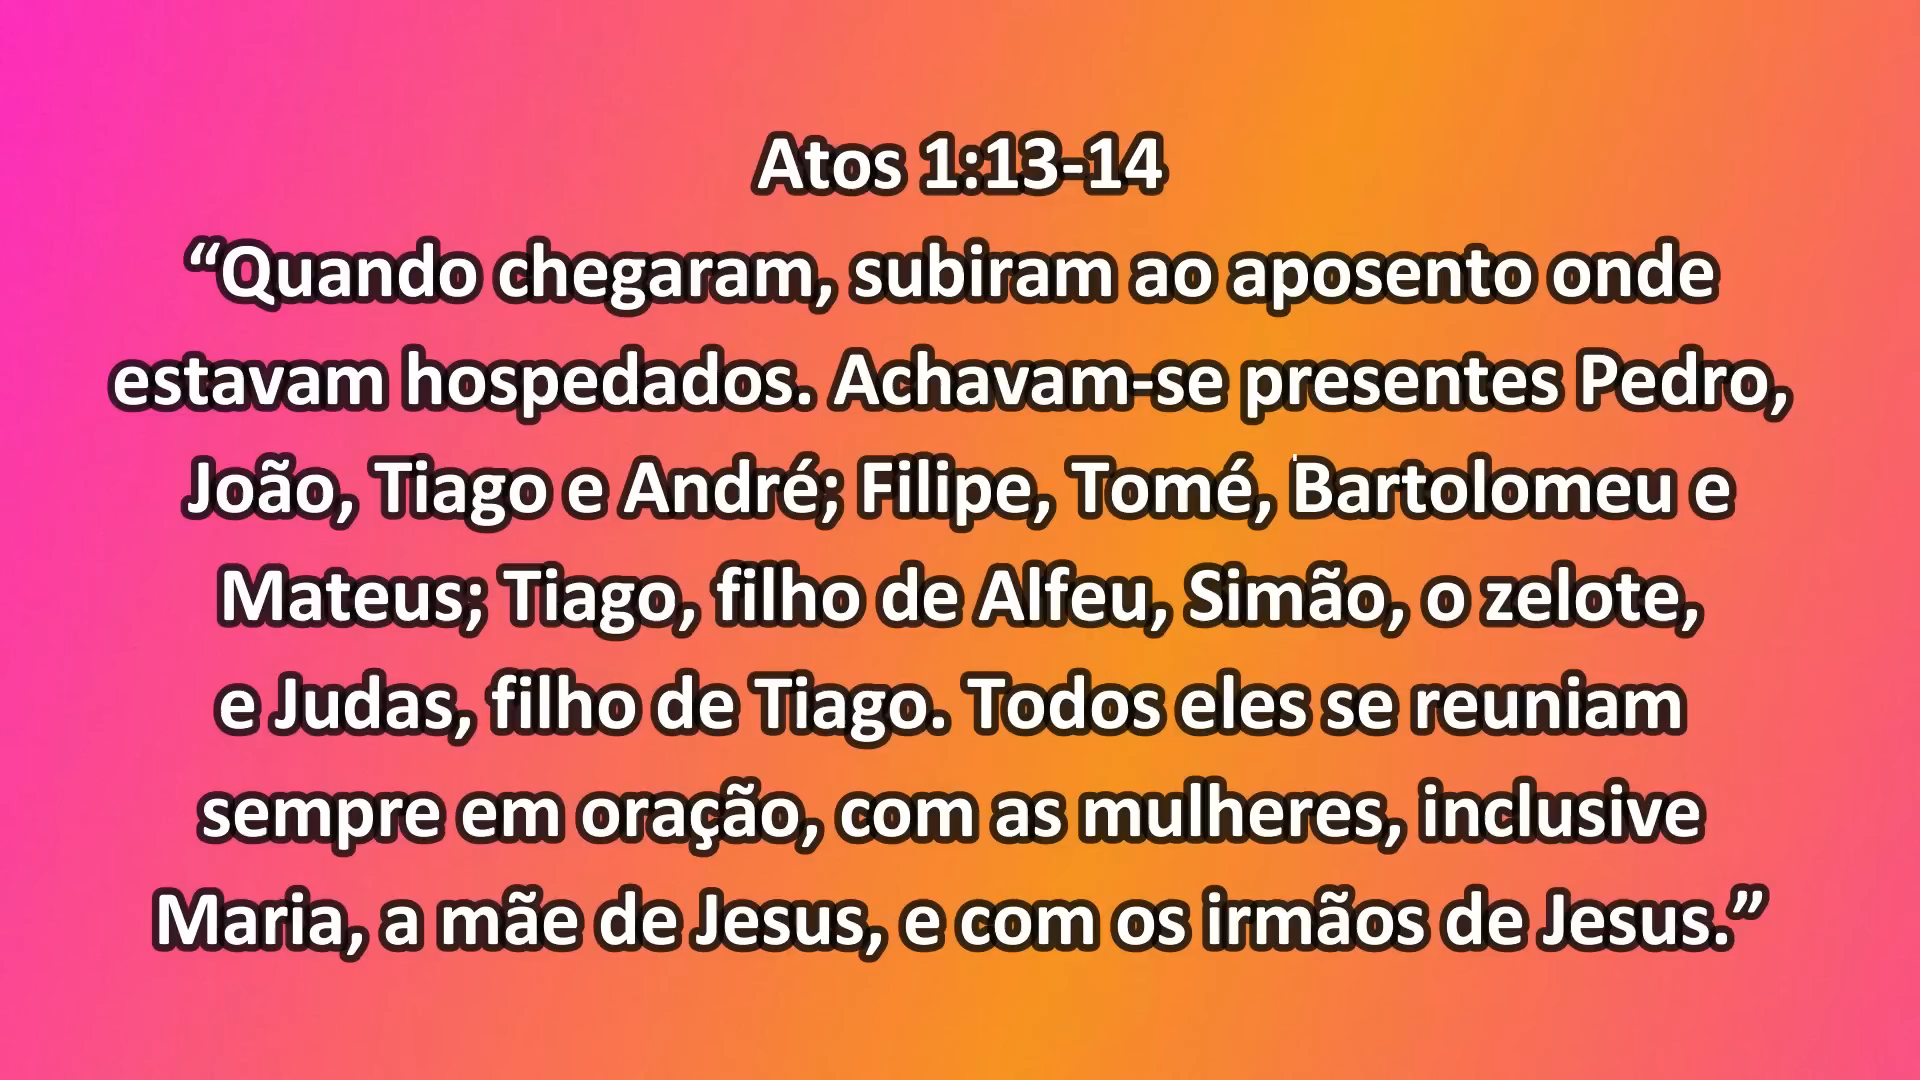 Atos 1:13-14
“Quando chegaram, subiram ao aposento onde
estavam hospedados. Achavam-se presentes Pedro,
João, Tiago e André; Filipe, Tomé, Bartolomeu e
Mateus; Tiago, filho de Alfeu, Simão, o zelote,
e Judas, filho de Tiago. Todos eles se reuniam
sempre em oração, com as mulheres, inclusive
Maria, a mãe de Jesus, e com os irmãos de Jesus.”